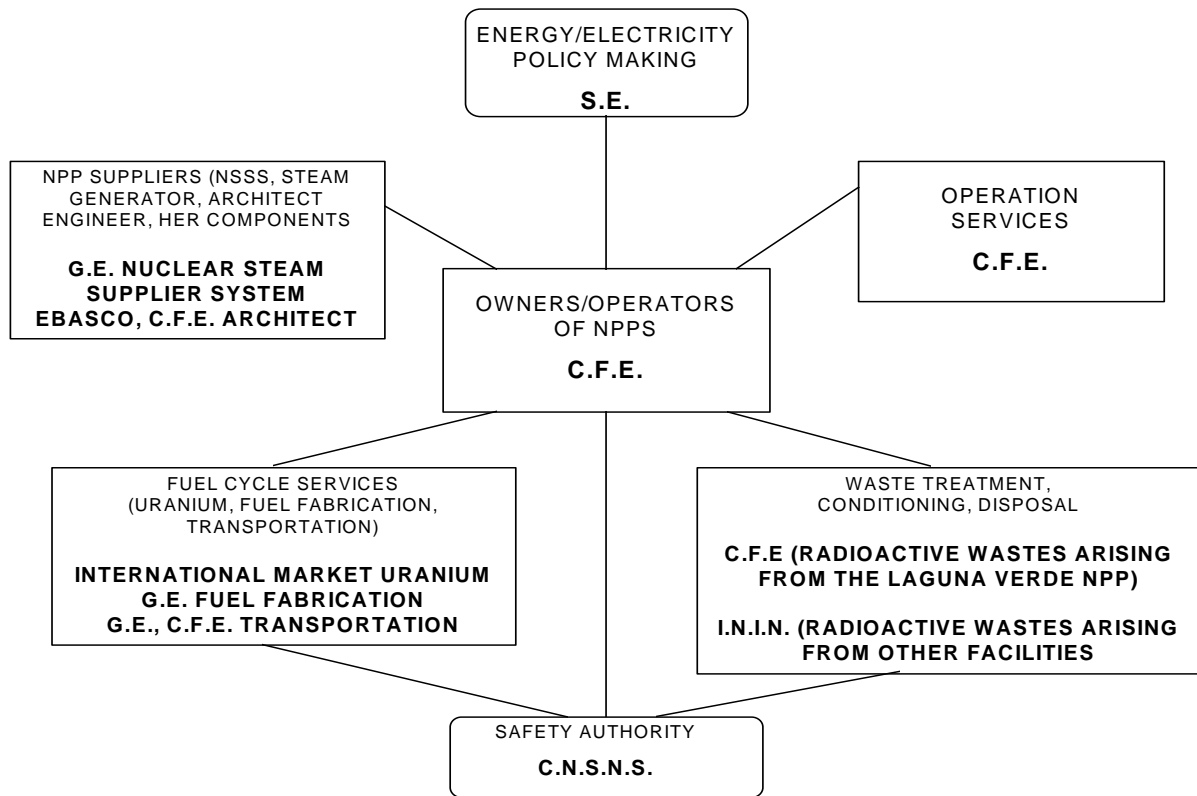 ENERGY/ELECTRICITY
POLICY MAKING
S.E.
NPP SUPPLIERS (NSSS, STEAM
GENERATOR, ARCHITECT
ENGINEER, HER COMPONENTS
G.E. NUCLEAR STEAM
SUPPLIER SYSTEM
EBASCO, C.F.E. ARCHITECT
OPERATION
SERVICES
C.F.E.
OWNERS/OPERATORS
OF NPPS
C.F.E.
FUEL CYCLE SERVICES
(URANIUM, FUEL FABRICATION,
TRANSPORTATION)
INTERNATIONAL MARKET URANIUM
G.E. FUEL FABRICATION
G.E., C.F.E. TRANSPORTATION
WASTE TREATMENT,
CONDITIONING, DISPOSAL
C.F.E (RADIOACTIVE WASTES ARISING
FROM THE LAGUNA VERDE NPP)
I.N.I.N. (RADIOACTIVE WASTES ARISING
FROM OTHER FACILITIES
SAFETY AUTHORITY
C.N.S.N.S.